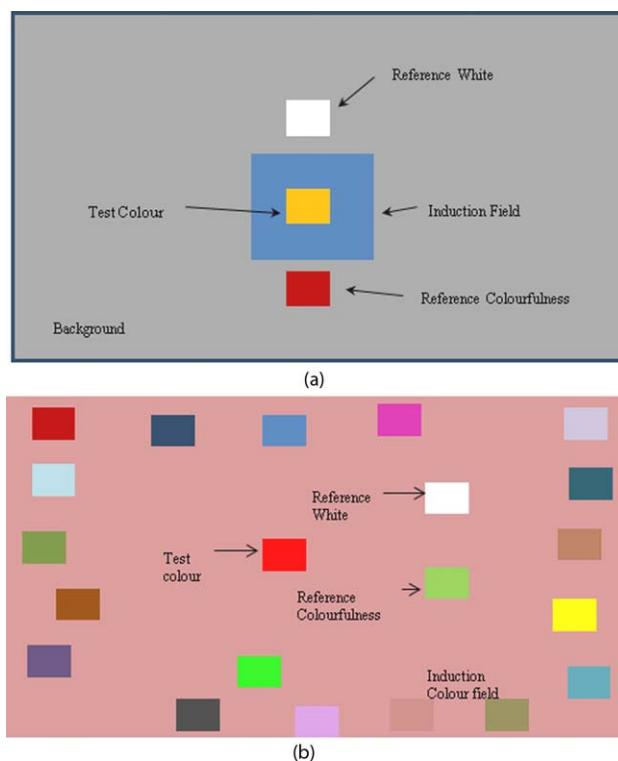 Reference White
Test Colour
Induction Field
Reference Colourfulness
Background
(a)
Reference
White
Test
colour
Reference
Colourfulness
Induction
Colour field
(b)